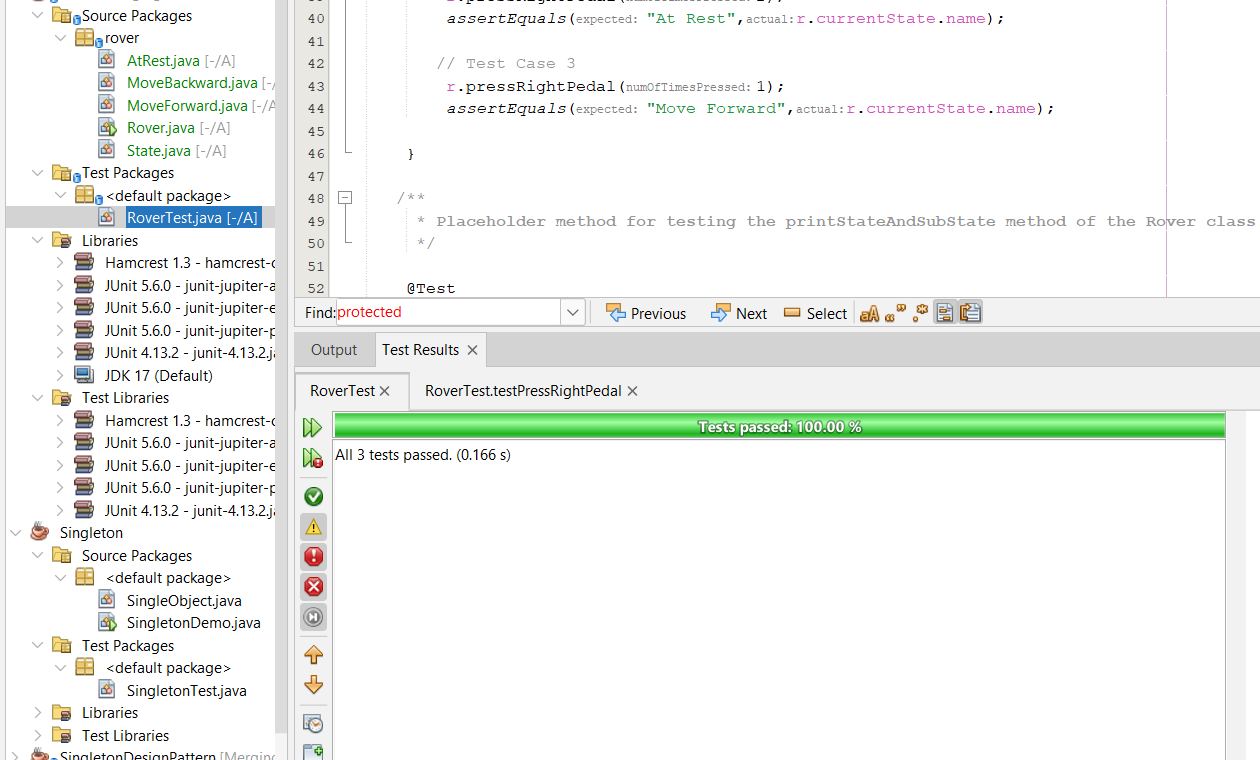 Source Packages
rover
AtRest.java [-/A]
MoveBackward.java [-/
MoveForward.java [-/A
Rover.java [-/A]
State.java [-/A]
Test Packages
<default package>
RoverTest.java [-/A]
Libraries
Hamcrest 1.3 - hamcrest-c
JUnit 5.6.0 - junit-jupiter-a
JUnit 5.6.0 - junit-jupiter-e
JUnit 5.6.0 - junit-jupiter-p
JUnit 4.13.2 - junit-4.13.2.ja
JDK 17 (Default)
Test Libraries
Hamcrest 1.3 - hamcrest-c
JUnit 5.6.0 - junit-jupiter-a
JUnit 5.6.0 - junit-jupiter-e
JUnit 5.6.0 - junit-jupiter-p
JUnit 4.13.2 - junit-4.13.2.ja
Singleton
Source Packages
<default package>
SingleObject.java
SingletonDemo.java
Test Packages
<default package>
SingletonTest.java
Libraries
Test Libraries
SingletonDesignPattern [Merging
40 assertEquals(expected: "At Rest",actual:r.currentState.name);
41
42 // Test Case 3
43 r.pressRightPedal(numOfTimesPressed: 1);
44 assertEquals(expected: "Move Forward",actual:r.currentState.name);
45
46 }
47
48 /**
49 * Placeholder method for testing the printStateAndSubState method of the Rover class
50 */
51
52 @Test
Find: protected
Previous
Next
Select
Output
Test Results
RoverTest
RoverTest.testPressRightPedal
Tests passed: 100.00 %
All 3 tests passed. (0.166 s)